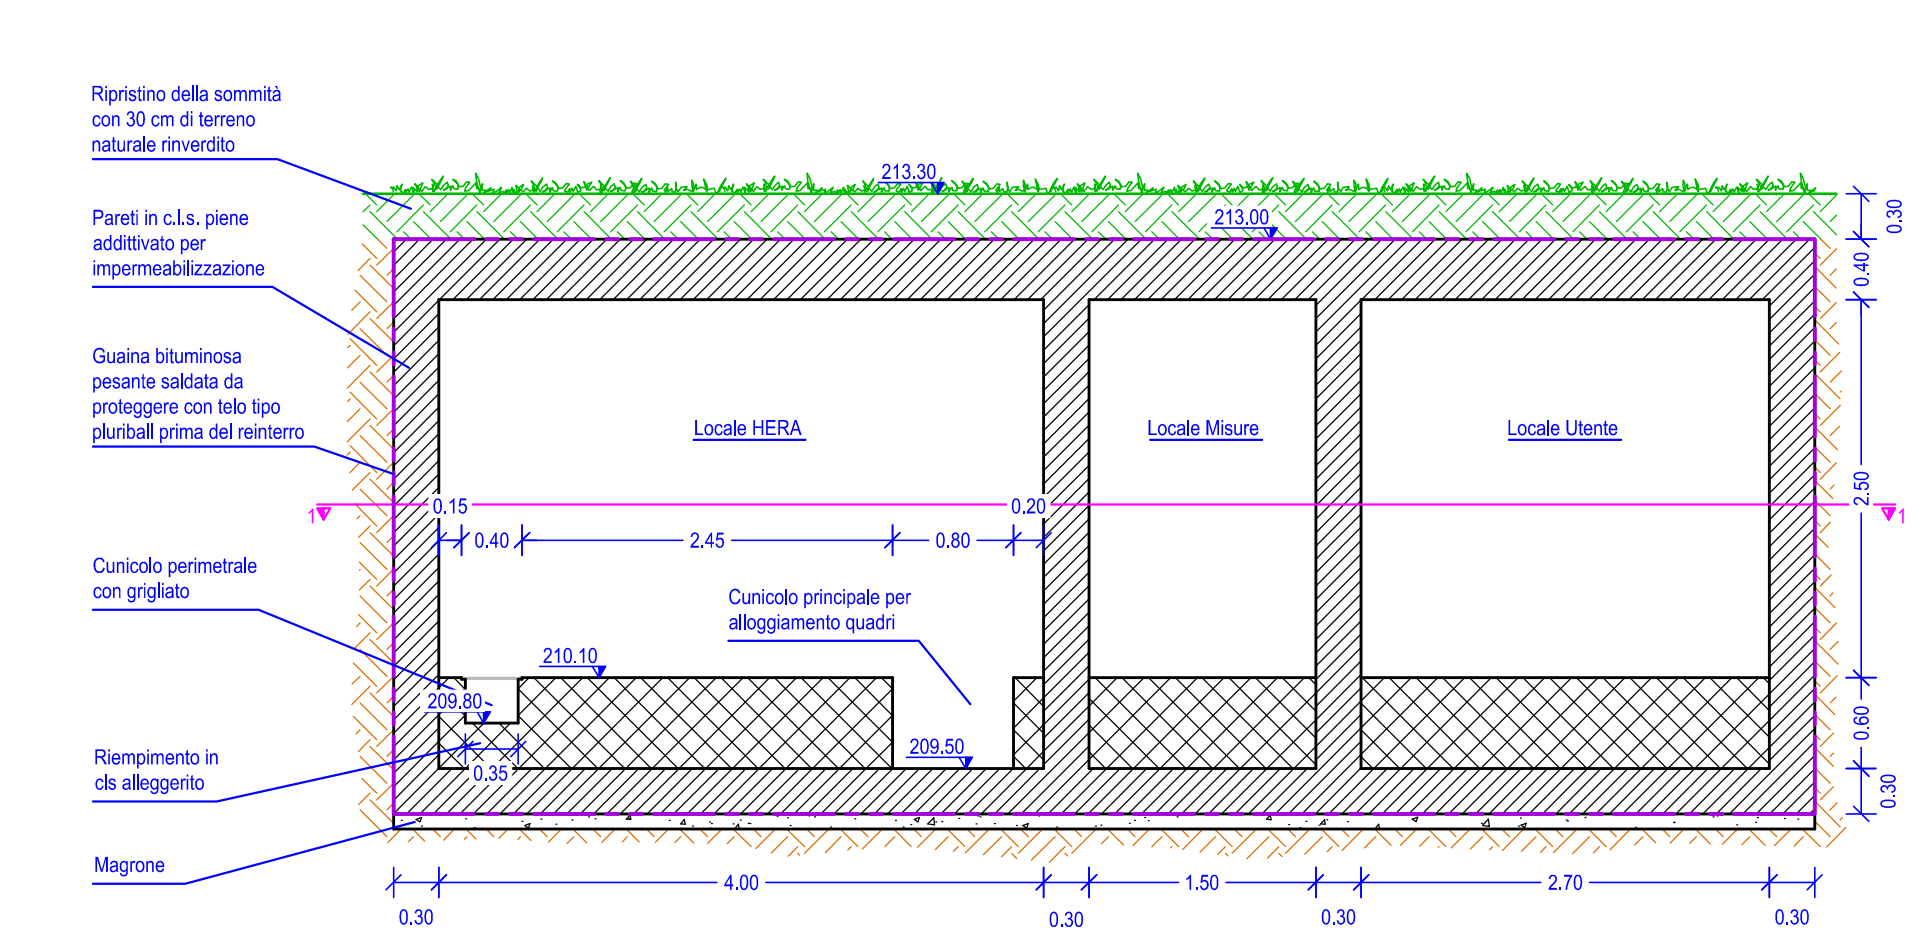 Ripristino della sommità
con 30 cm di terreno
naturale rinverdito
213.30
Pareti in c.l.s. piene
addittivato per
impermeabilizzazione
213.00
0.30
0.40
Guaina bituminosa
pesante saldata da
proteggere con telo tipo
pluriball prima del reinterro
Locale HERA
Locale Misure
Locale Utente
2.50
1
0.15
0.20
1
0.40
2.45
0.80
Cunicolo perimetrale
con grigliato
Cunicolo principale per
alloggiamento quadri
210.10
209.80
209.50
0.60
Riempimento in
cls alleggerito
0.35
0.30
Magrone
4.00
1.50
2.70
0.30
0.30
0.30
0.30